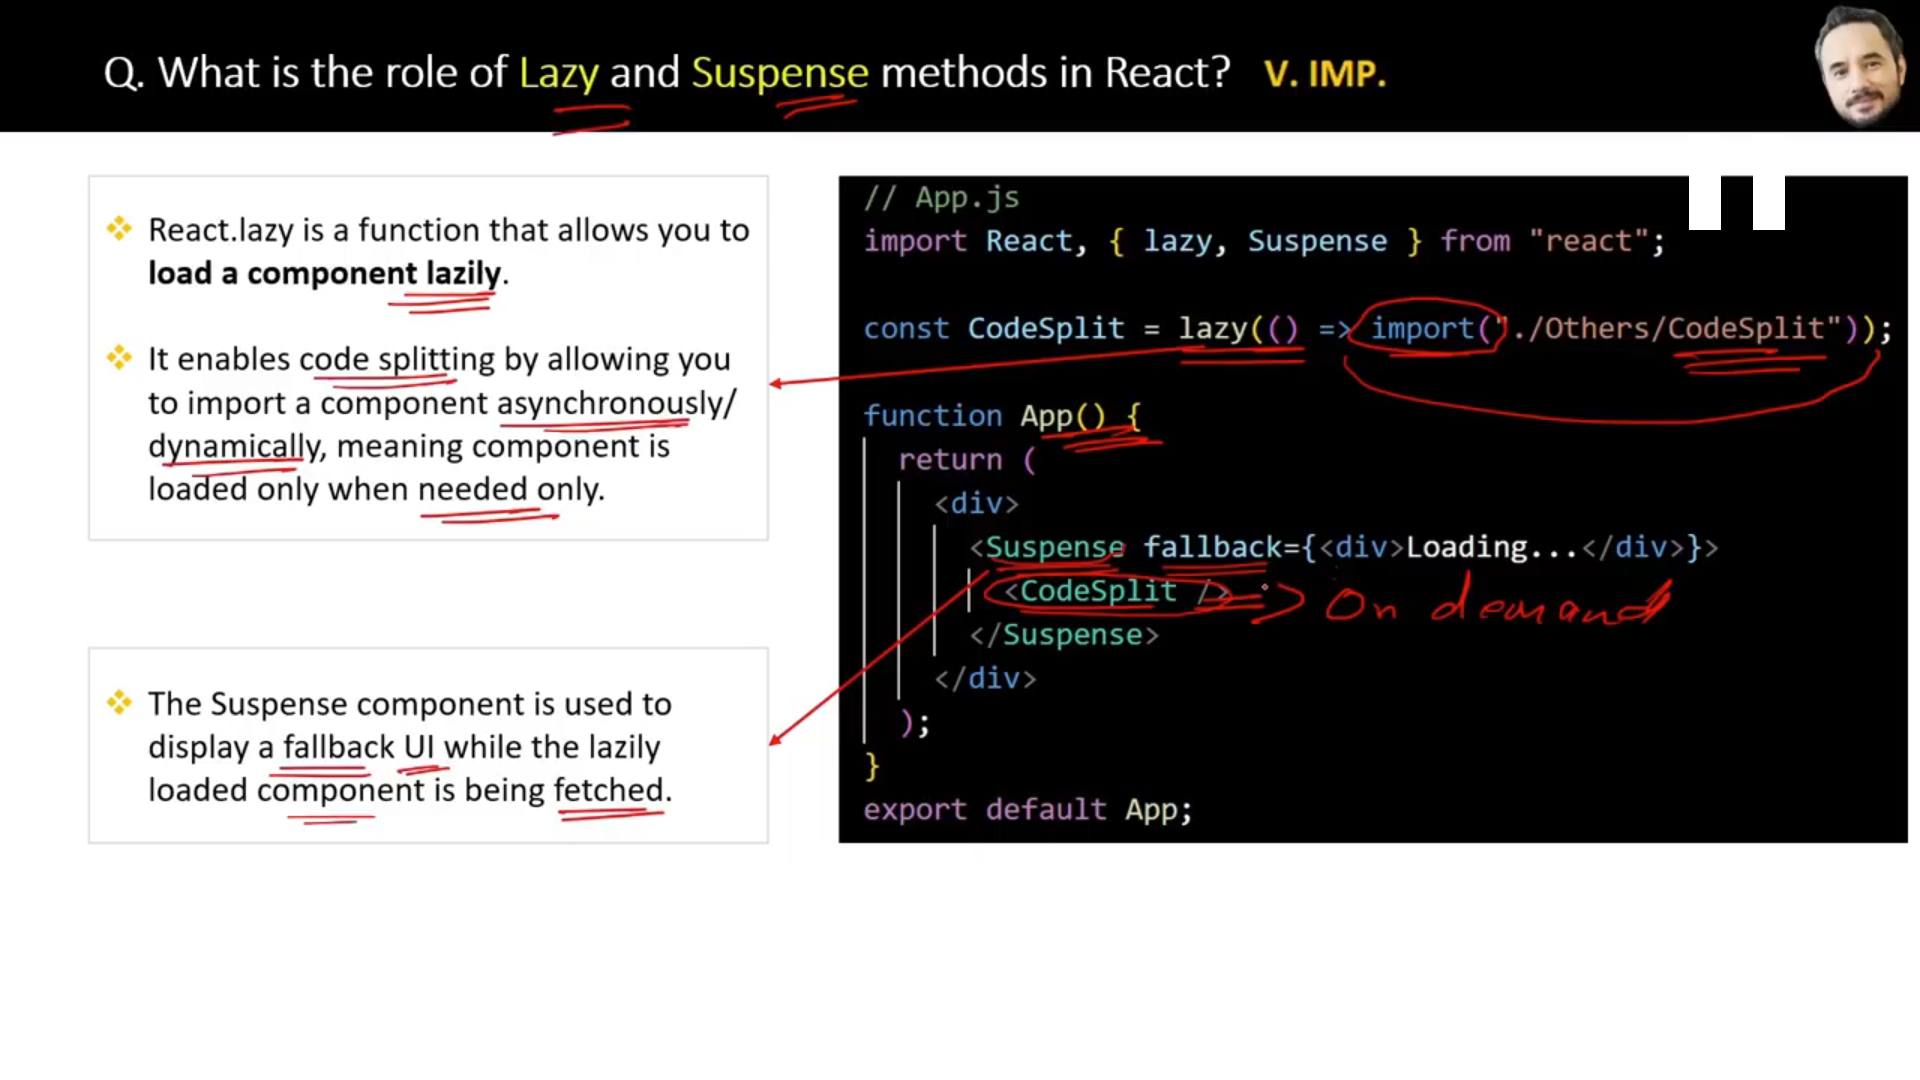 Q. What is the role of Lazy and Suspense methods in React? V. IMP.
❖ React.lazy is a function that allows you to
load a component lazily.
❖ It enables code splitting by allowing you
to import a component asynchronously/
dynamically, meaning component is
loaded only when needed only.
❖ The Suspense component is used to
display a fallback UI while the lazily
loaded component is being fetched.
// App.js
import React, { lazy, Suspense } from "react";
const CodeSplit = lazy(() => import("./Others/CodeSplit"));
function App() {
return (
<div>
<Suspense fallback={<div>Loading...</div>}>
<CodeSplit /> On demand
</Suspense>
</div>
);
}
export default App;